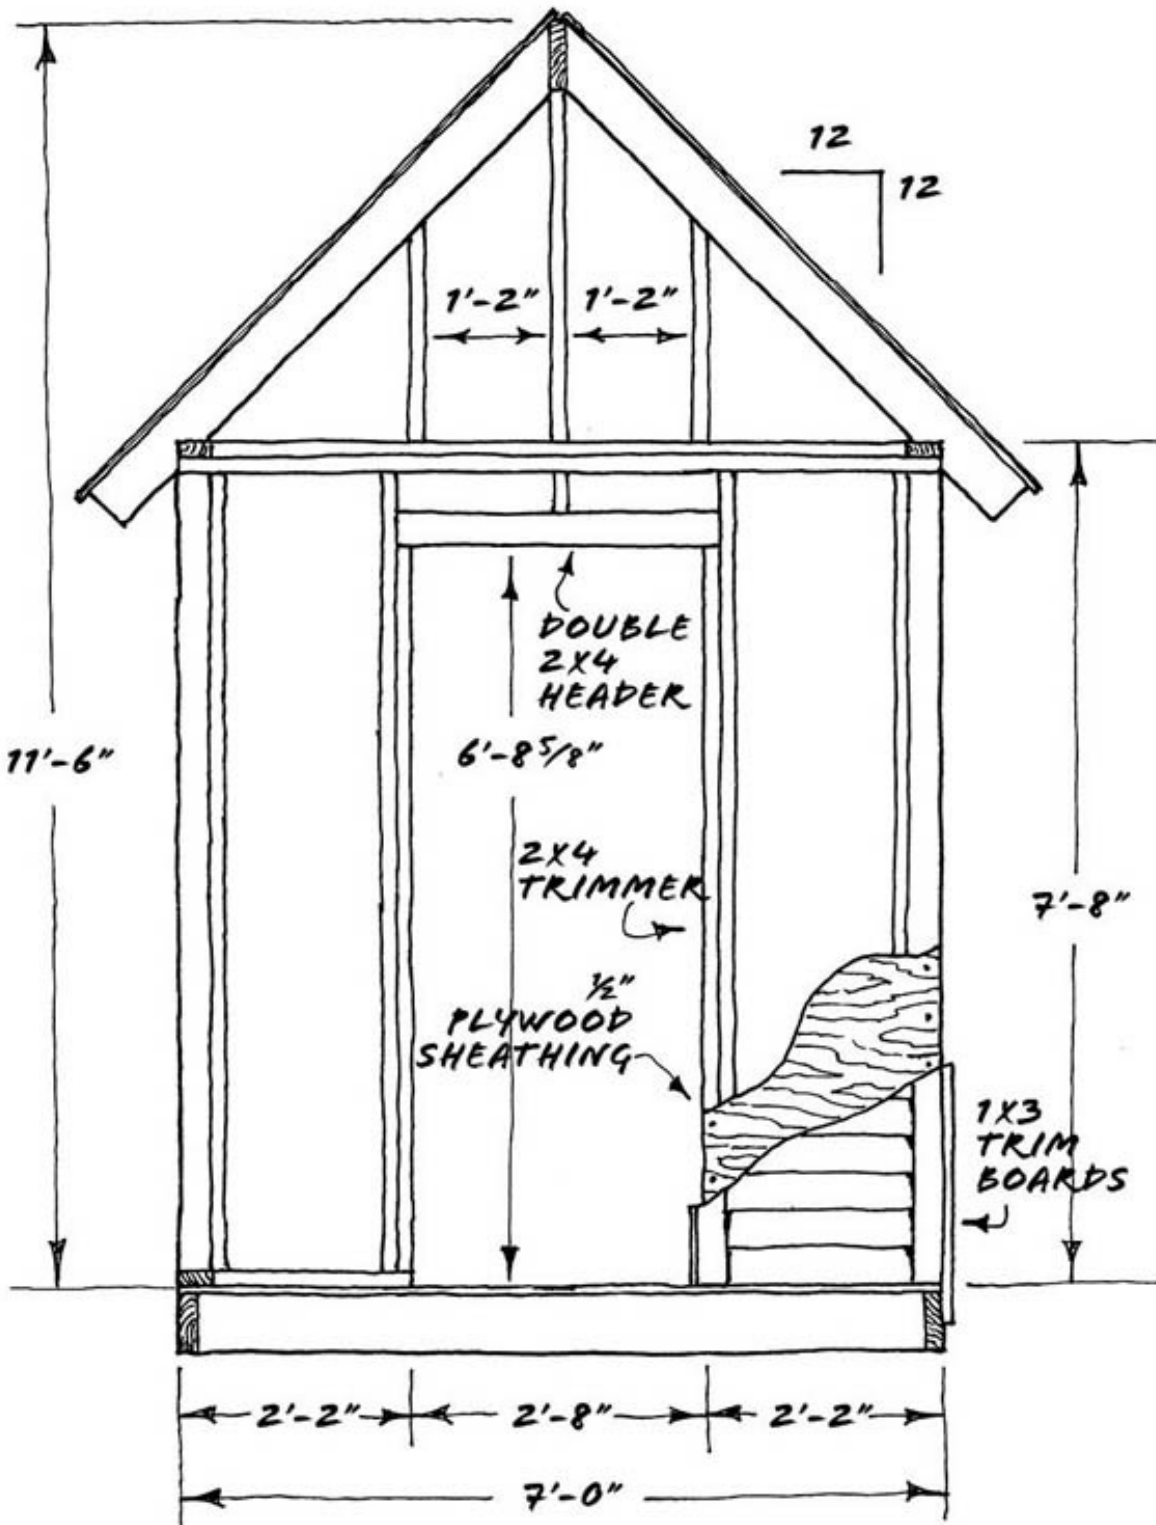 12
12
1'-2" 1'-2"
DOUBLE
2X4
HEADER
11'-6"
6'-8 5/8"
2X4
TRIMMER
7'-8"
1/2"
PLYWOOD
SHEATHING
1X3
TRIM
BOARDS
2'-2" 2'-8" 2'-2"
7'-0"